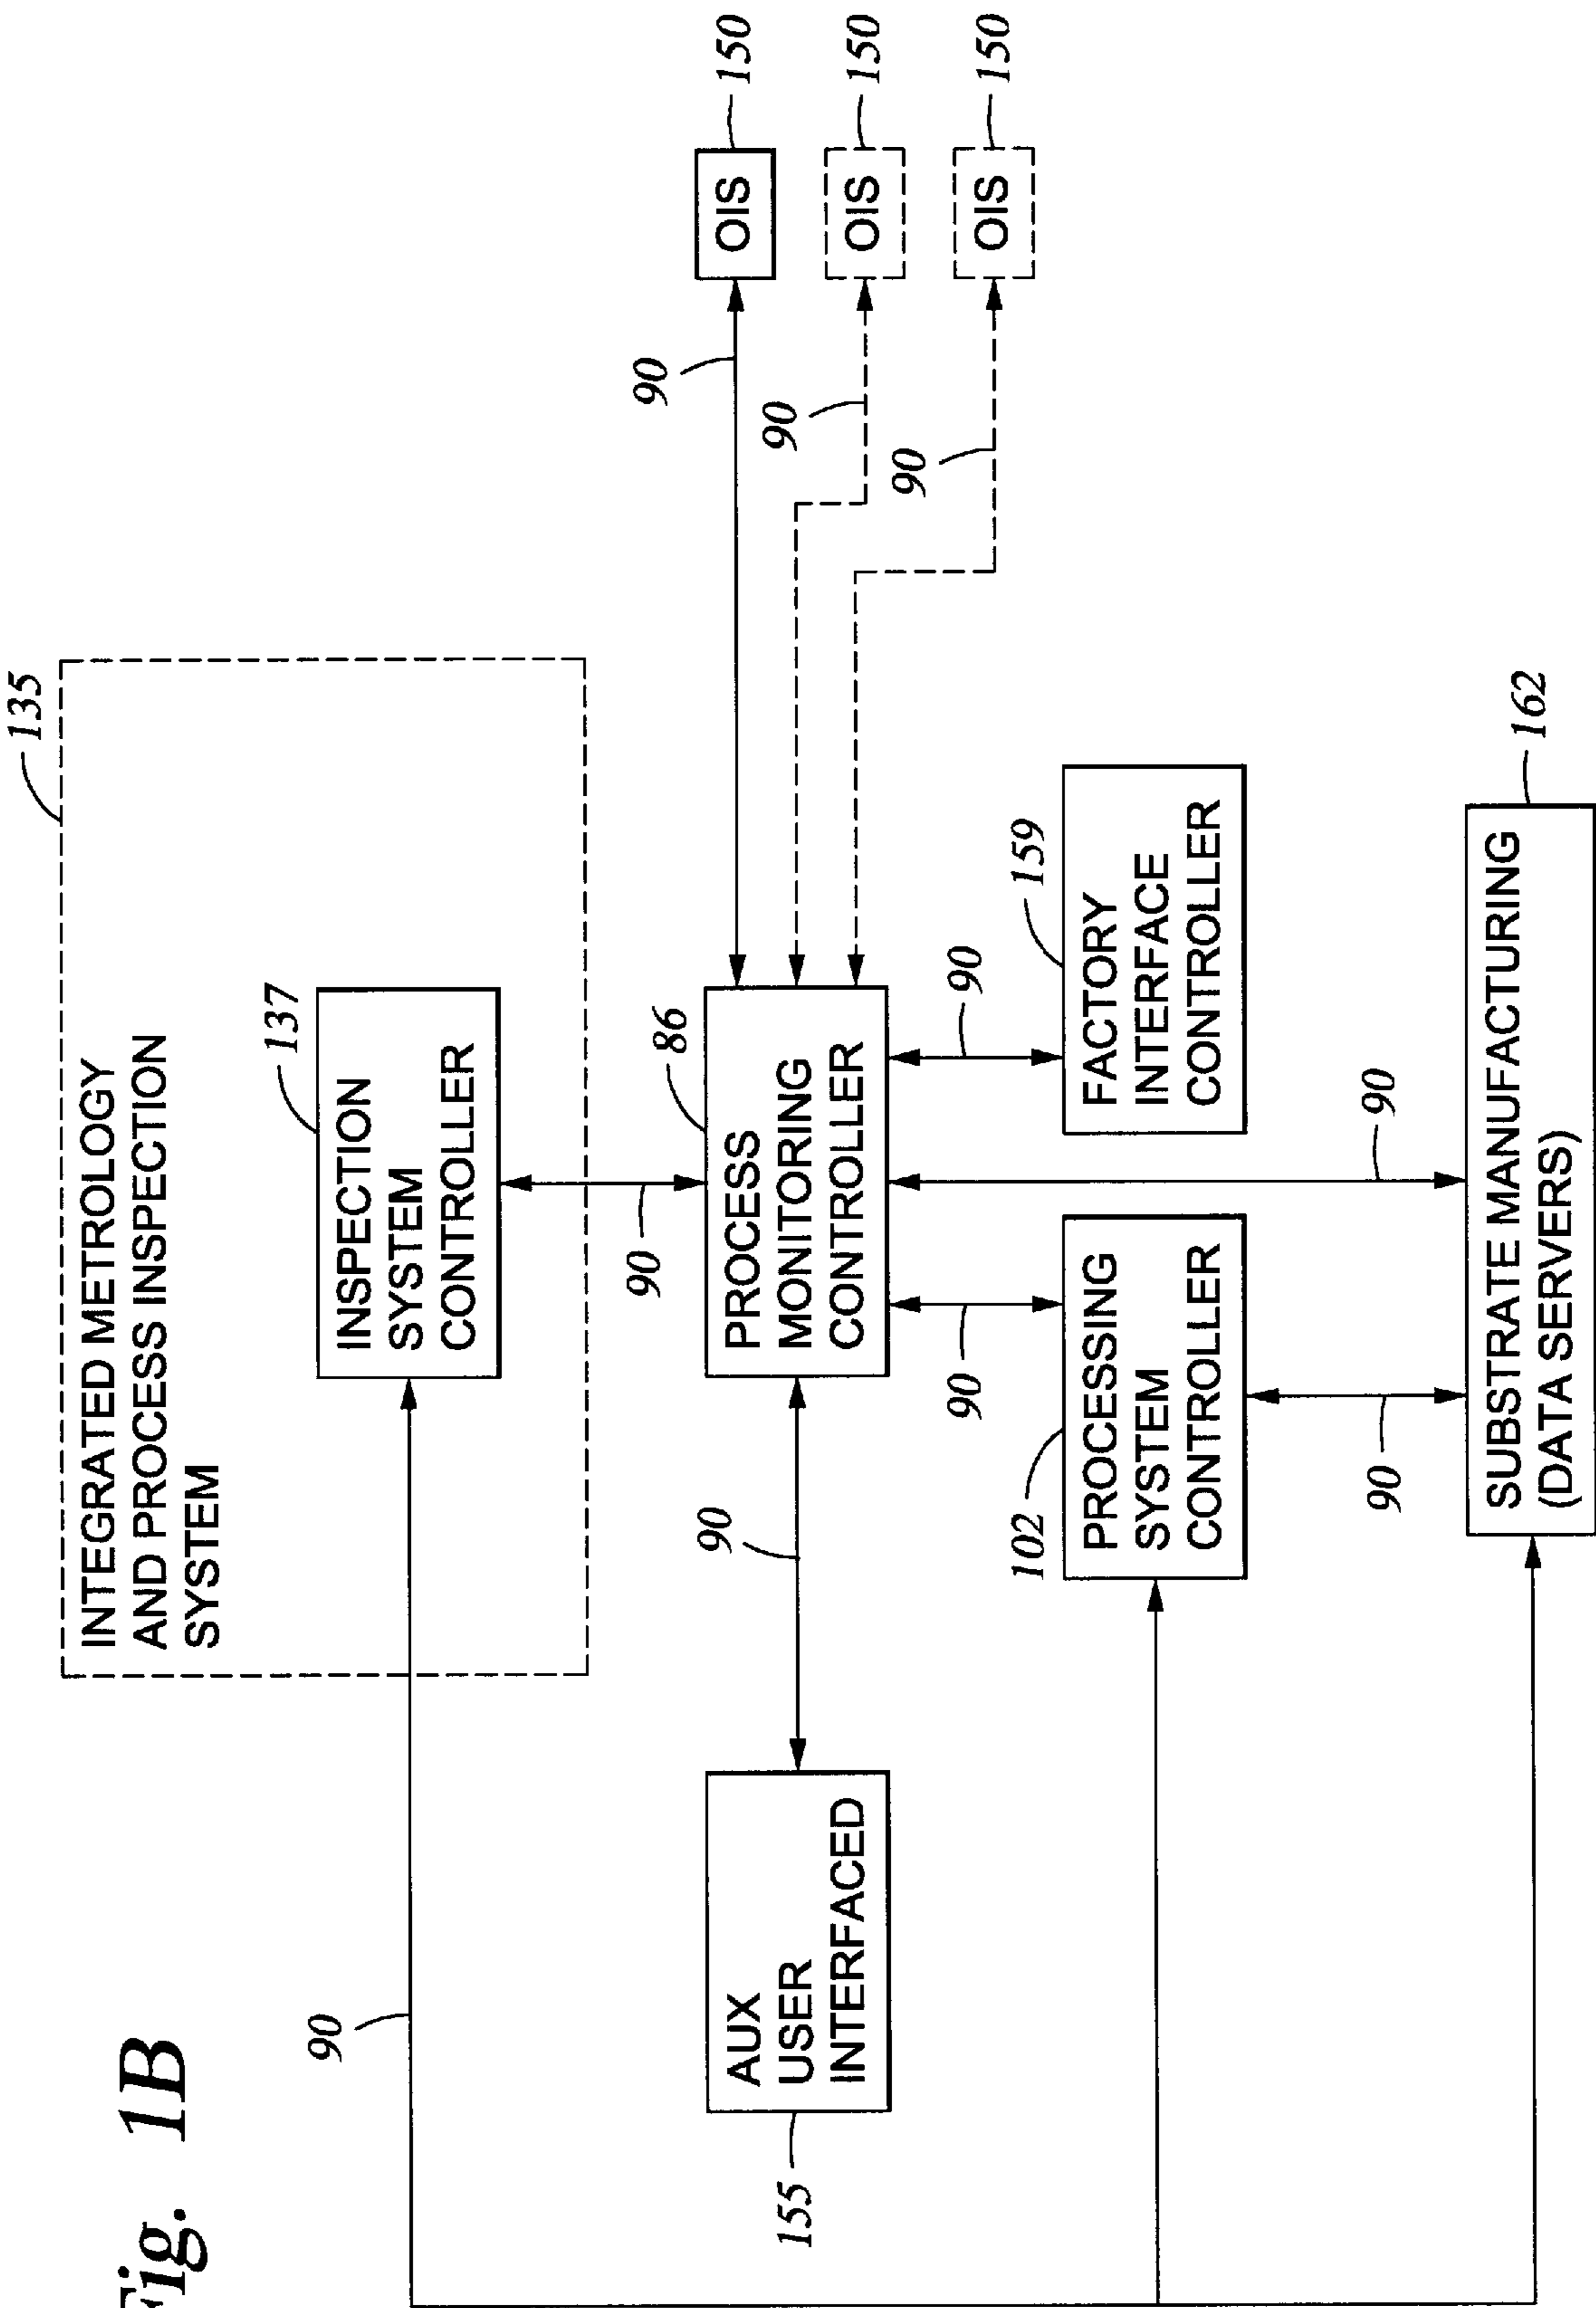 Fig. 1B
135
INTEGRATED METROLOGY
AND PROCESS INSPECTION
SYSTEM
137
INSPECTION
SYSTEM
CONTROLLER
90
90
155
AUX
USER
INTERFACED
90
86
PROCESS
MONITORING
CONTROLLER
90
90
90
OIS
150
OIS
150
OIS
150
90
90
102
PROCESSING
SYSTEM
CONTROLLER
159
FACTORY
INTERFACE
CONTROLLER
90
90
SUBSTRATE MANUFACTURING
(DATA SERVERS)
162